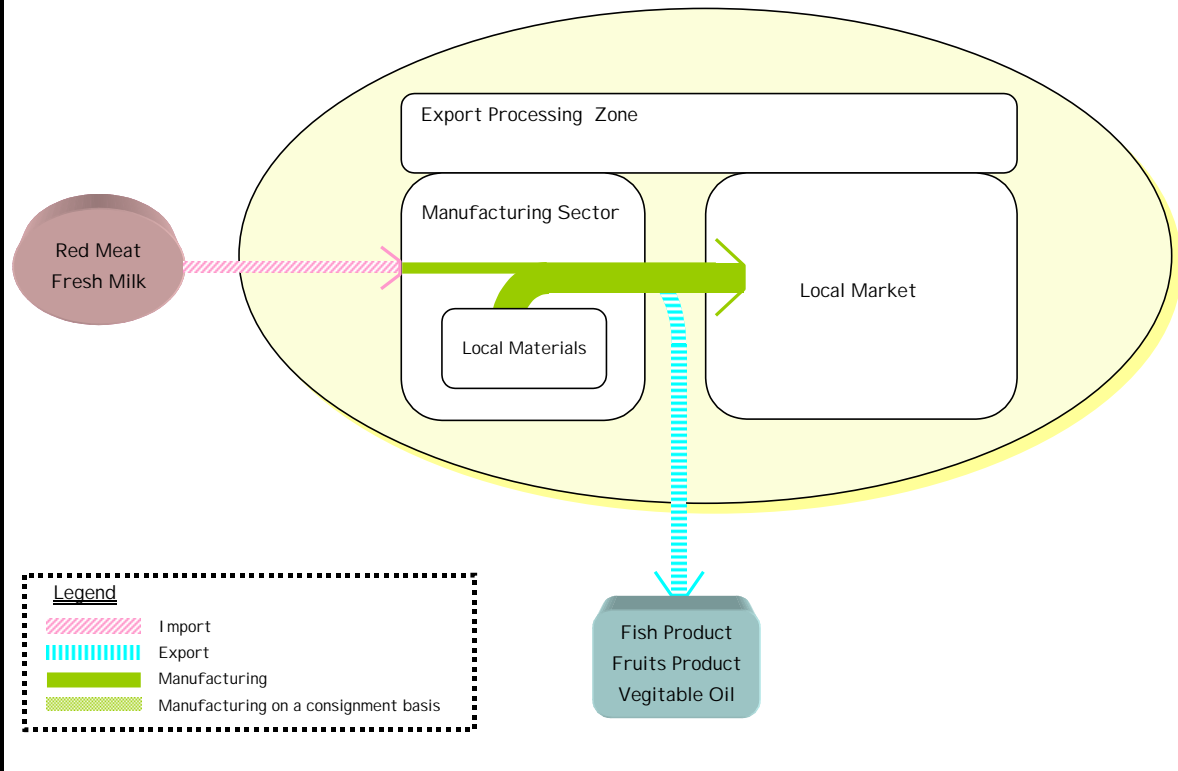 Export Processing Zone
Manufacturing Sector
Red Meat
Fresh Milk
Local Market
Local Materials
Legend
Import
Export
Manufacturing
Manufacturing on a consignment basis
Fish Product
Fruits Product
Vegitable Oil